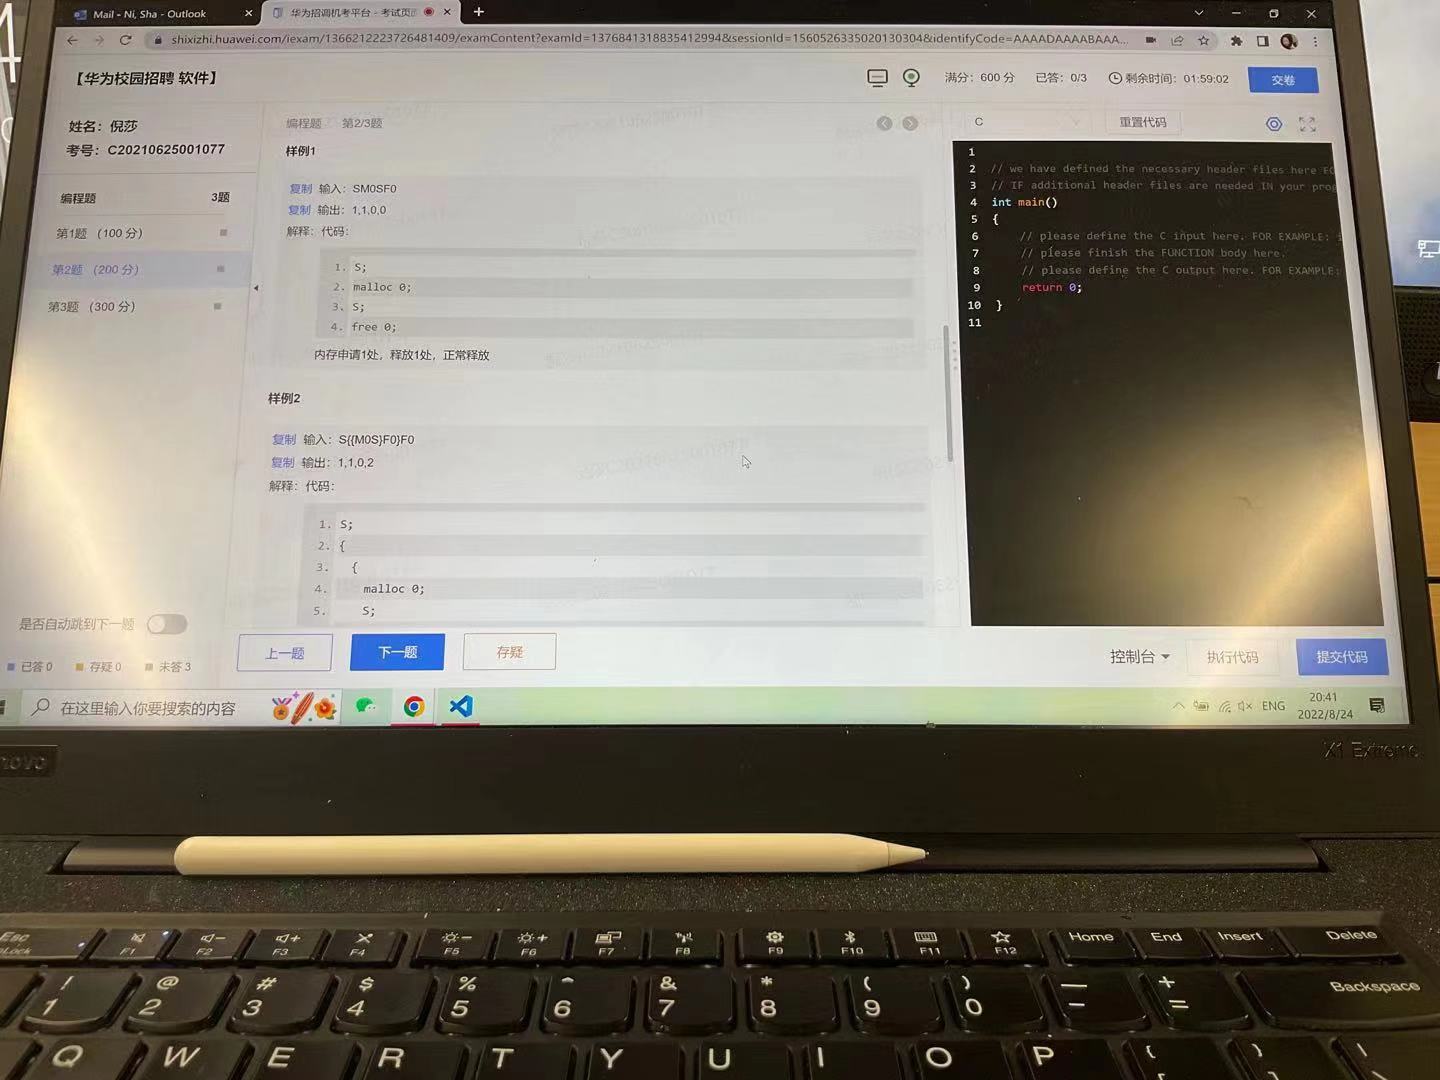 Mail - Ni, Sha - Outlook
华为招调机考平台 - 考试页面
shixizhi.huawei.com/iexam/1366212223726481409/examContent?examId=1376841318835412994&sessionId=1560526335020130304&identifyCode=AAAADAAAABAAA...
【华为校园招聘 软件】
满分：600 分
已答：0/3
剩余时间：01:59:02
交卷
姓名：倪莎
考号：C20210625001077
编程题
3题
第1题 （100 分）
第2题 （200 分）
第3题 （300 分）
是否自动跳到下一题
已答 0
存疑 0
未答 3
编程题
第2/3题
样例1
复制 输入：SM0SF0
复制 输出：1,1,0,0
解释：代码：
1. S;
2. malloc 0;
3. S;
4. free 0;
内存申请1处，释放1处，正常释放
样例2
复制 输入：S{{M0S}F0}F0
复制 输出：1,1,0,2
解释：代码：
1. S;
2. {
3. {
4. malloc 0;
5. S;
上一题
下一题
存疑
C
重置代码
1
2 // we have defined the necessary header files here
3 // IF additional header files are needed IN your
4 int main()
5 {
6 // please define the C input here. FOR EXAMPLE:
7 // please finish the FUNCTION body here.
8 // please define the C output here. FOR EXAMPLE:
9 return 0;
10 }
11
控制台
执行代码
提交代码
在这里输入你要搜索的内容
ENG
20:41
2022/8/24
X1 Extreme
Esc
F1
F2
F3
F4
F5
F6
F7
F8
F9
F10
F11
F12
Home
End
Insert
Delete
! 1
@ 2
# 3
$ 4
% 5
^ 6
& 7
* 8
( 9
) 0
— -
+ =
Backspace
Q
W
E
R
T
Y
U
I
O
P
{
}